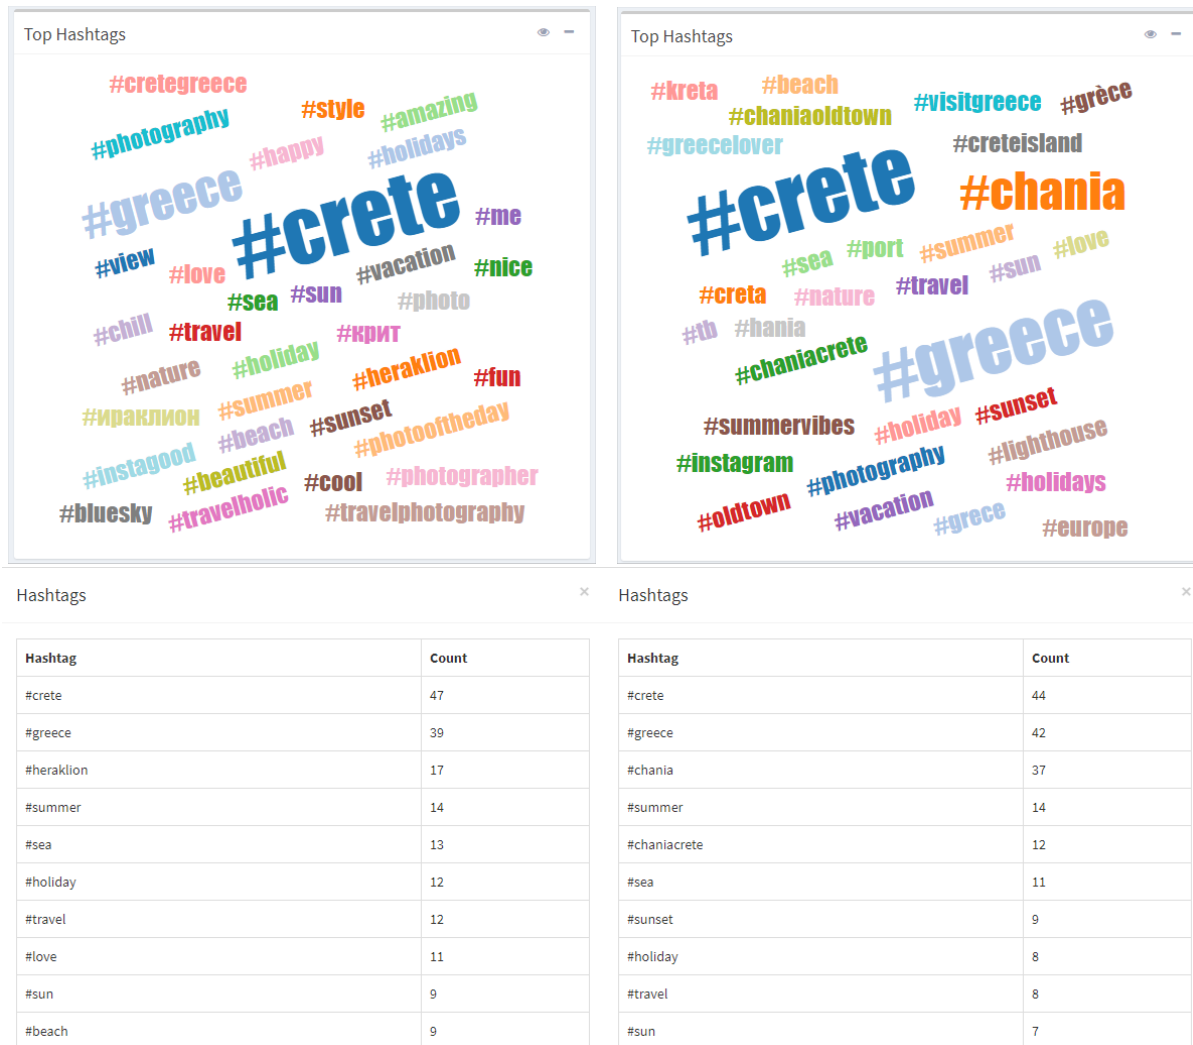 Top Hashtags
#cretegreece
#style
#amazing
#photography
#happy
#holidays
#greece
#crete
#me
#view
#love
#vacation
#nice
#sea
#sun
#photo
#chill
#travel
#крит
#nature
#holiday
#heraklion
#fun
#ираклион
#summer
#sunset
#beach
#photooftheday
#instagood
#beautiful
#cool
#photographer
#bluesky
#travelholic
#travelphotography
Top Hashtags
#kreta
#beach
#visitgreece
#grèce
#chaniaoldtown
#greecelover
#creteisland
#crete
#chania
#sea
#port
#summer
#love
#creta
#nature
#travel
#sun
#tb
#hania
#chaniacrete
#greece
#summervibes
#holiday
#sunset
#instagram
#photography
#lighthouse
#holidays
#oldtown
#vacation
#grece
#europe
Hashtags
Hashtag Count
#crete 47
#greece 39
#heraklion 17
#summer 14
#sea 13
#holiday 12
#travel 12
#love 11
#sun 9
#beach 9
Hashtags
Hashtag Count
#crete 44
#greece 42
#chania 37
#summer 14
#chaniacrete 12
#sea 11
#sunset 9
#holiday 8
#travel 8
#sun 7